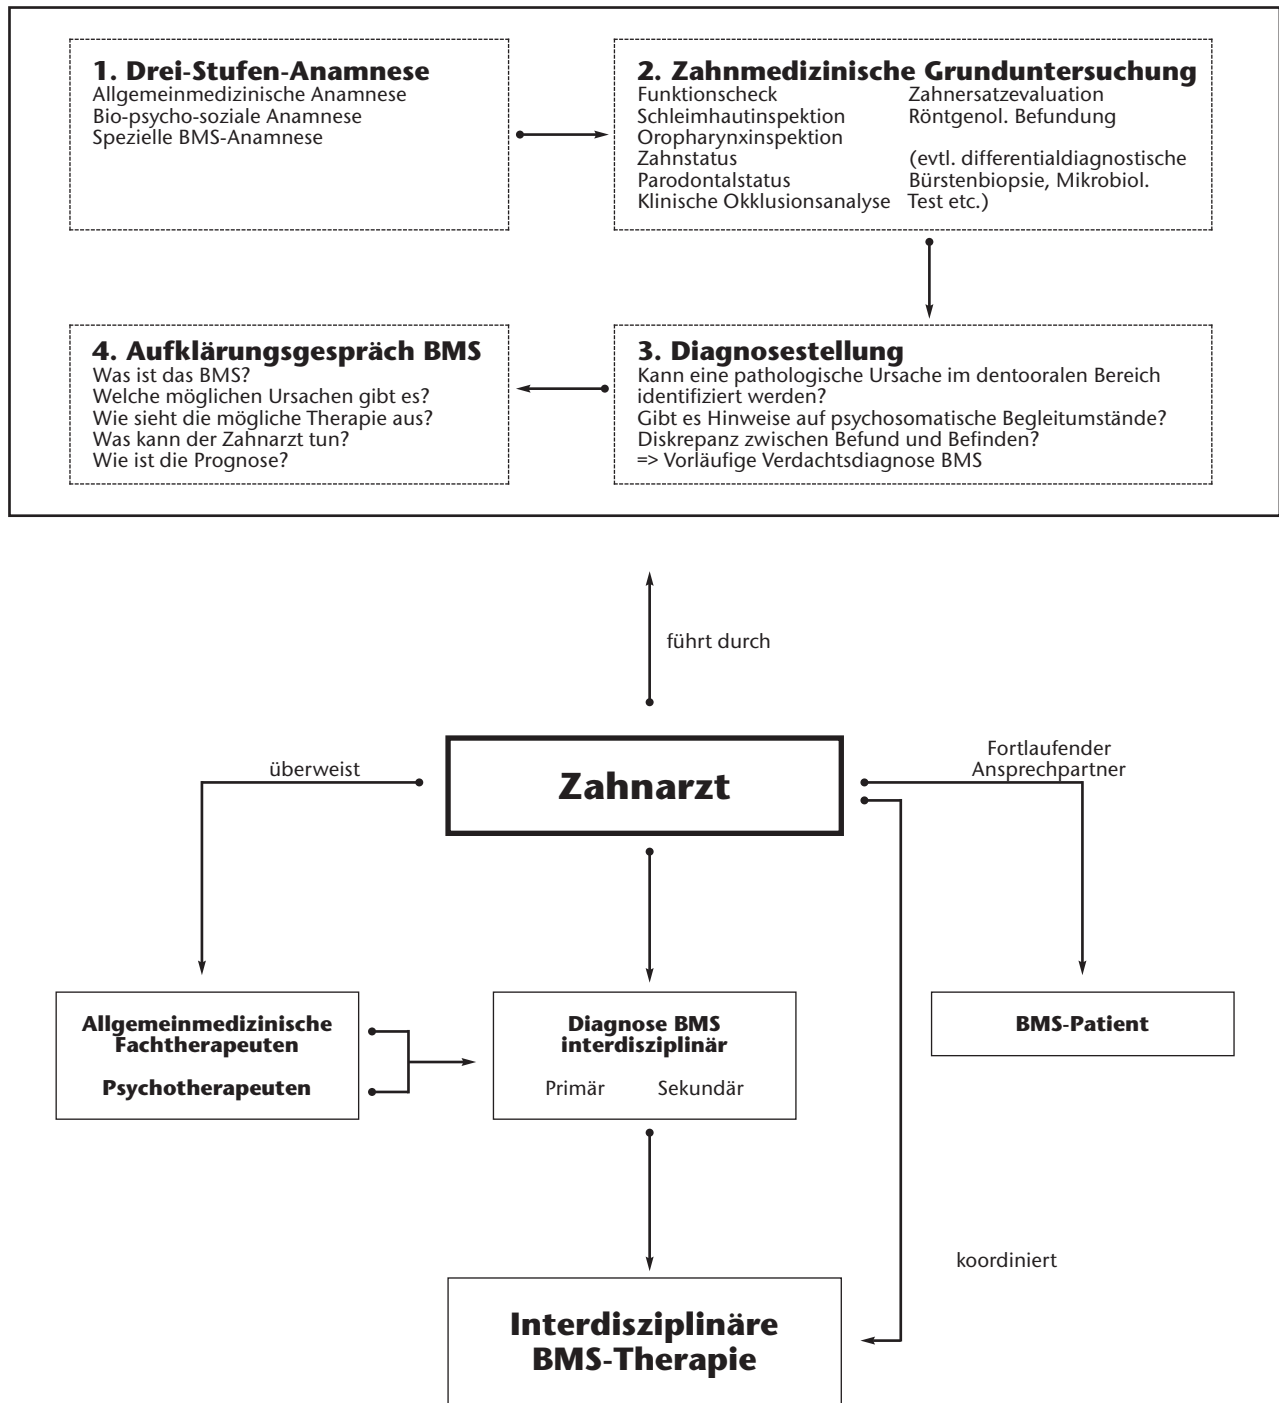 1. Drei-Stufen-Anamnese
Allgemeinmedizinische Anamnese
Bio-psycho-soziale Anamnese
Spezielle BMS-Anamnese
2. Zahnmedizinische Grunduntersuchung
Funktionscheck
Schleimhautinspektion
Oropharynxinspektion
Zahnstatus
Parodontalstatus
Klinische Okklusionsanalyse
Zahnersatzevaluation
Röntgenol. Befundung
(evtl. differentialdiagnostische
Bürstenbiopsie, Mikrobiol.
Test etc.)
3. Diagnosestellung
Kann eine pathologische Ursache im dentooralen Bereich
identifiziert werden?
Gibt es Hinweise auf psychosomatische Begleitumstände?
Diskrepanz zwischen Befund und Befinden?
=> Vorläufige Verdachtsdiagnose BMS
4. Aufklärungsgespräch BMS
Was ist das BMS?
Welche möglichen Ursachen gibt es?
Wie sieht die mögliche Therapie aus?
Was kann der Zahnarzt tun?
Wie ist die Prognose?
führt durch
Zahnarzt
überweist
Fortlaufender
Ansprechpartner
Allgemeinmedizinische
Fachtherapeuten
Psychotherapeuten
Diagnose BMS
interdisziplinär
Primär Sekundär
BMS-Patient
koordiniert
Interdisziplinäre
BMS-Therapie